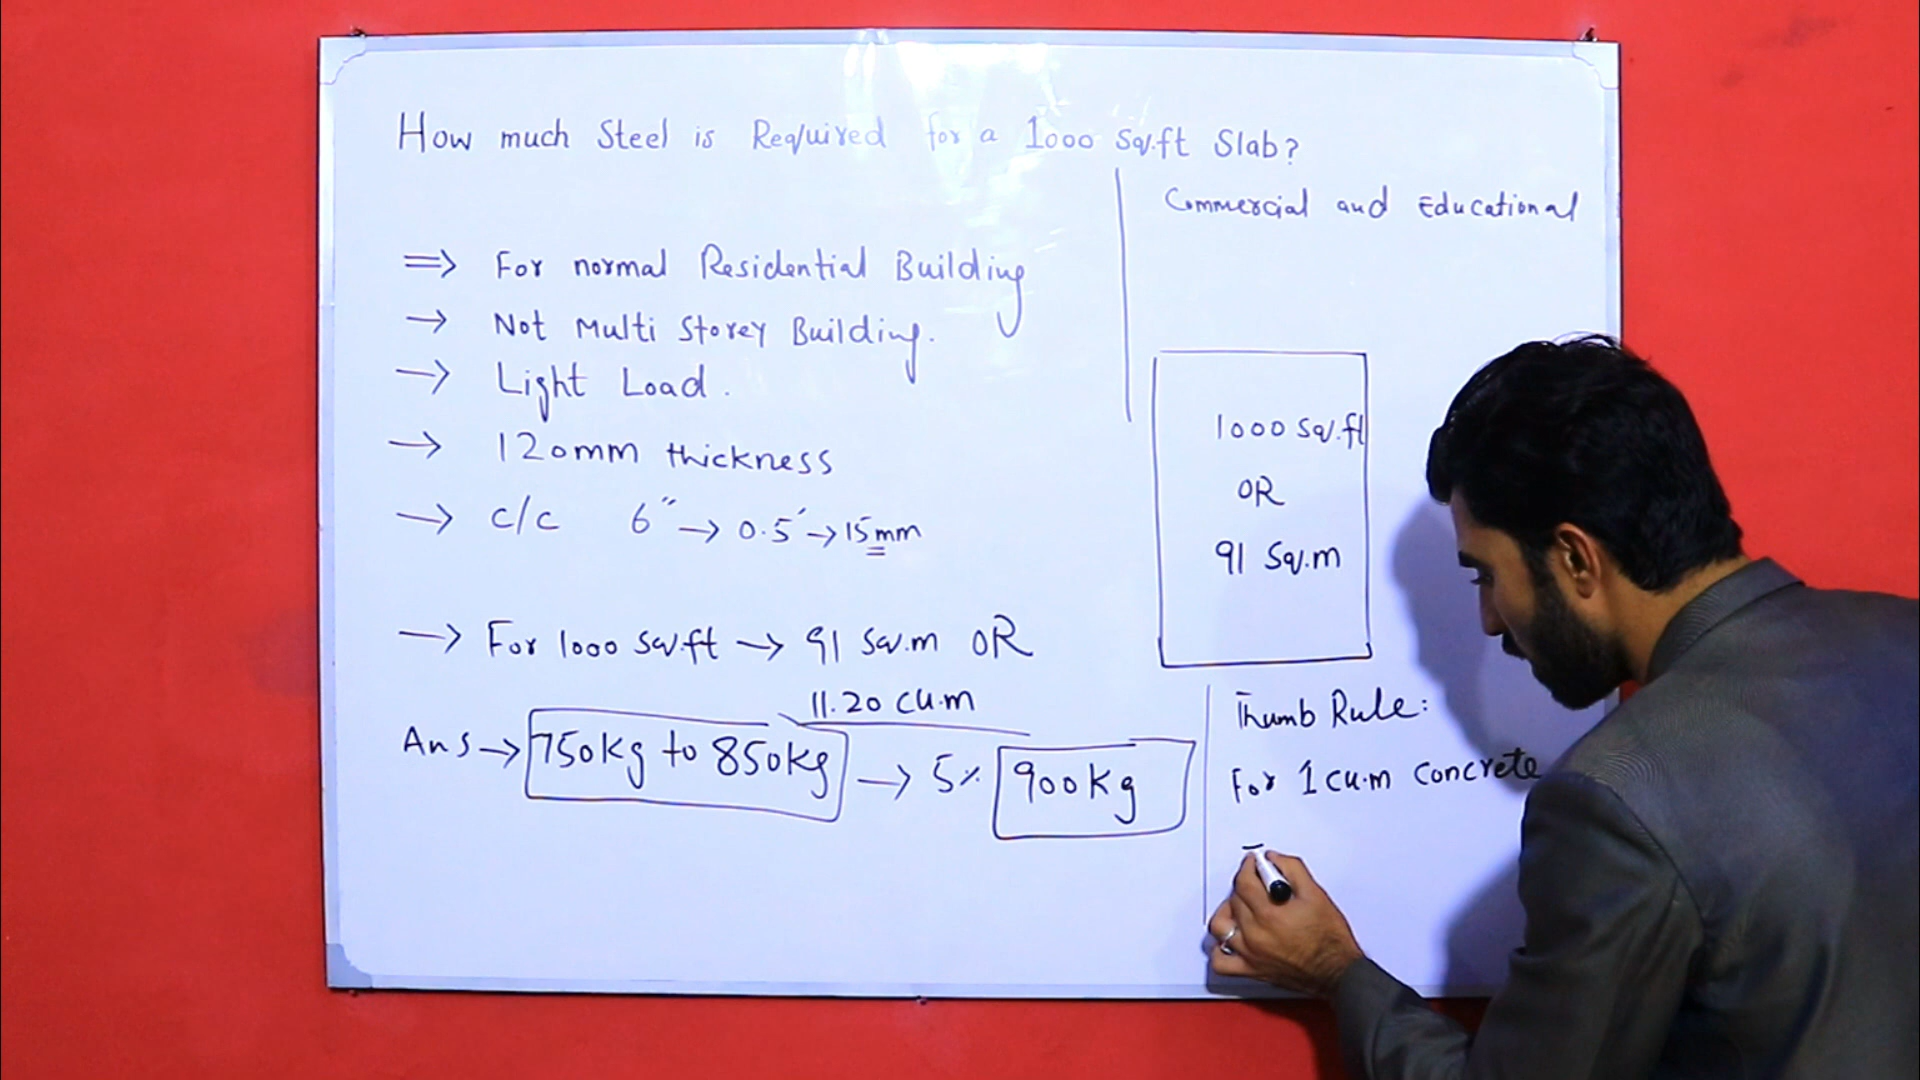 How much Steel is Required for a 1000 Sq.ft Slab?
Commercial and Educational
=> For normal Residential Building
→ Not Multi Storey Building.
→ Light Load.
→ 120mm thickness
→ c/c 6" → 0.5' → 15mm
1000 Sq.ft
OR
91 Sq.m
→ For 1000 Sq.ft → 91 Sq.m OR
11.20 Cu.m
Ans → 750Kg to 850Kg → 5% 900Kg
Thumb Rule:
For 1 cu.m Concrete